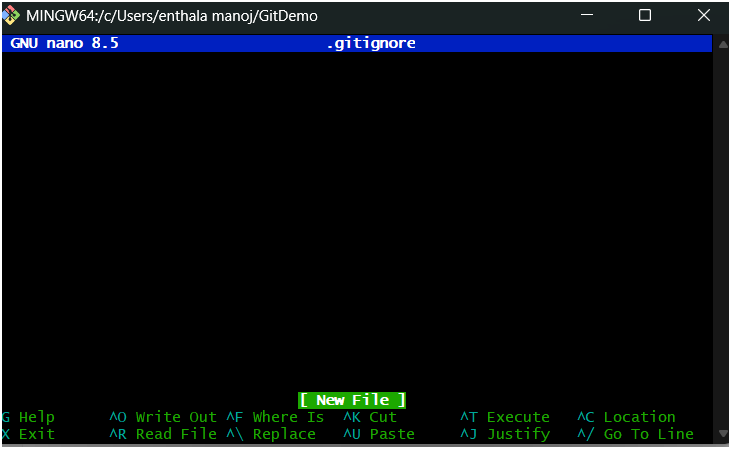 MINGW64:/c/Users/enthala manoj/GitDemo
GNU nano 8.5 .gitignore
[ New File ]
G Help ^O Write Out ^F Where Is ^K Cut ^T Execute ^C Location
X Exit ^R Read File ^\ Replace ^U Paste ^J Justify ^/ Go To Line